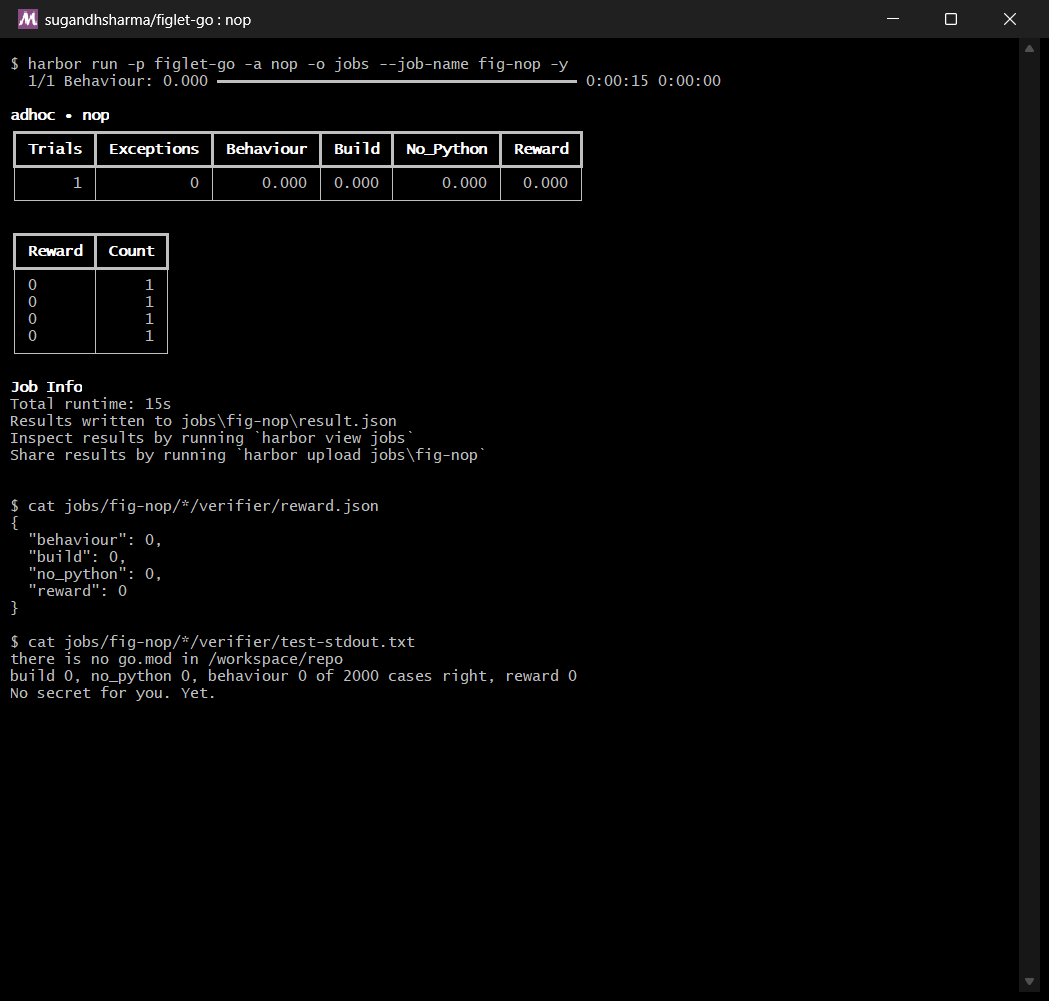 sugandhsharma/figlet-go : nop
$ harbor run -p figlet-go -a nop -o jobs --job-name fig-nop -y
1/1 Behaviour: 0.000 0:00:15 0:00:00
adhoc • nop
Trials Exceptions Behaviour Build No_Python Reward
1 0 0.000 0.000 0.000 0.000
Reward Count
0 1
0 1
0 1
0 1
Job Info
Total runtime: 15s
Results written to jobs\fig-nop\result.json
Inspect results by running `harbor view jobs`
Share results by running `harbor upload jobs\fig-nop`
$ cat jobs/fig-nop/*/verifier/reward.json
{
"behaviour": 0,
"build": 0,
"no_python": 0,
"reward": 0
}
$ cat jobs/fig-nop/*/verifier/test-stdout.txt
there is no go.mod in /workspace/repo
build 0, no_python 0, behaviour 0 of 2000 cases right, reward 0
No secret for you. Yet.